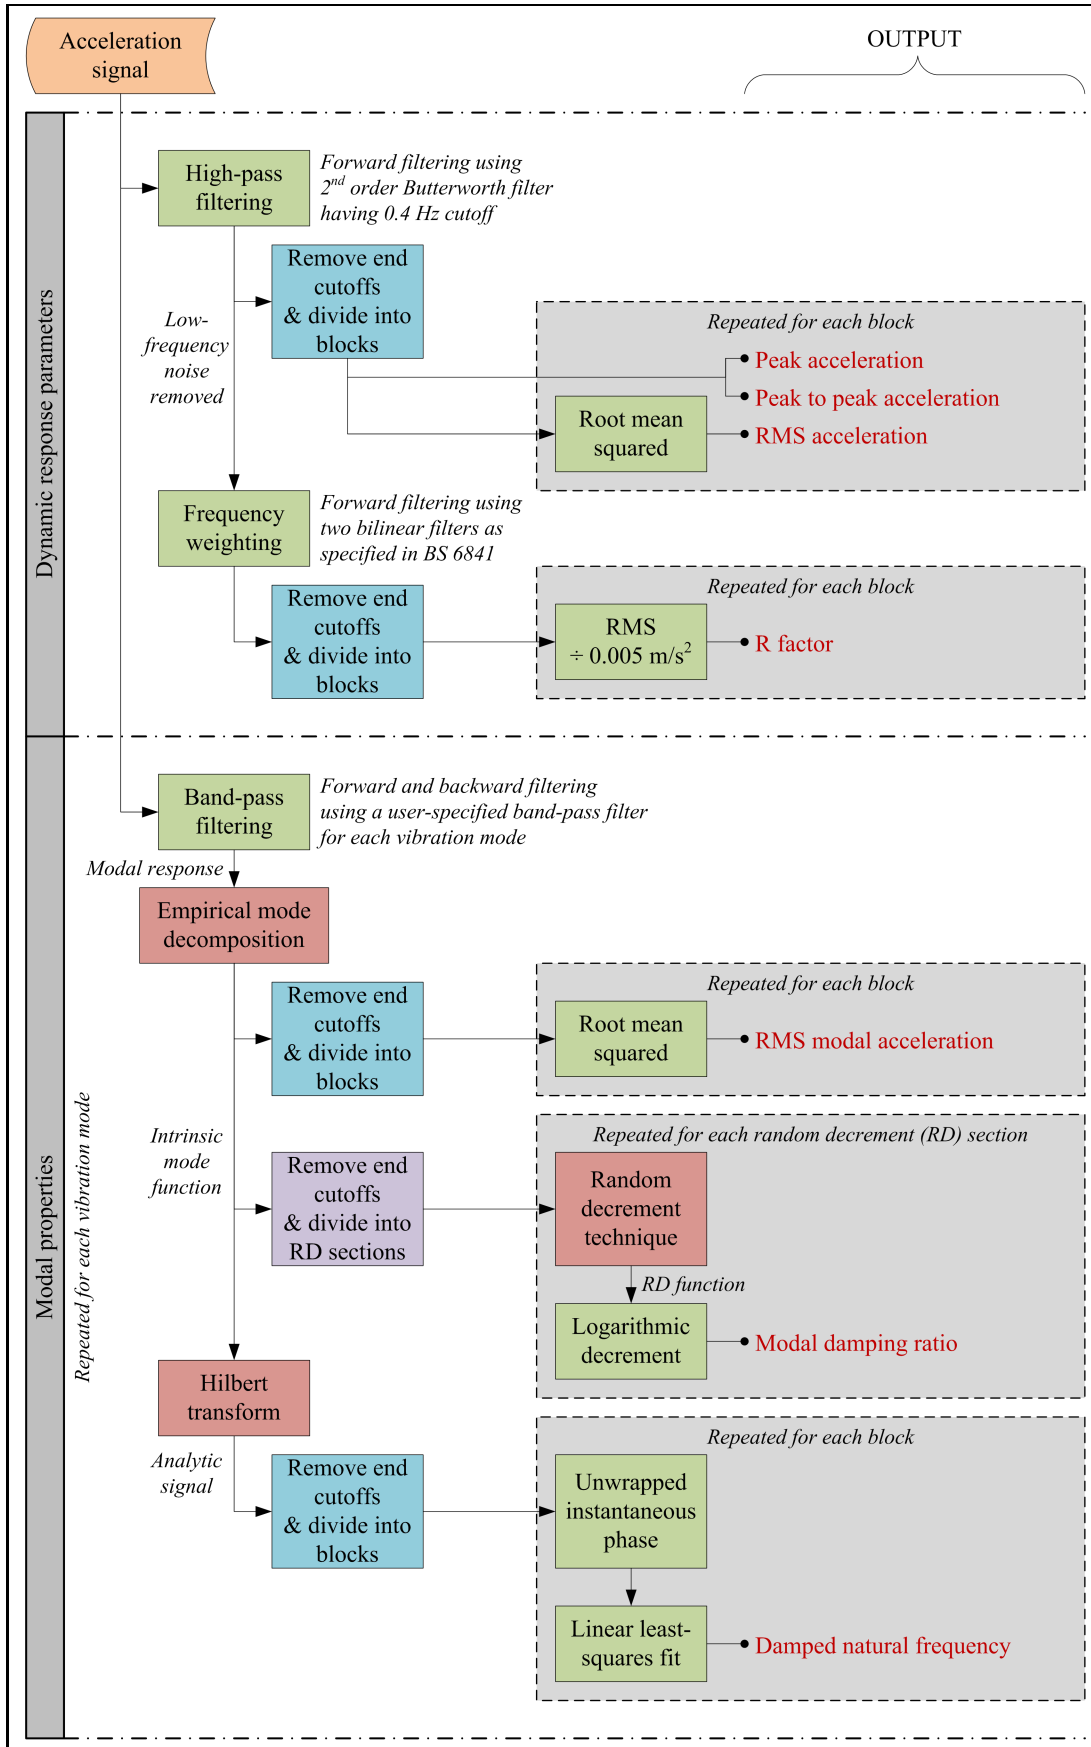 Acceleration
signal
OUTPUT
Dynamic response parameters
High-pass
filtering
Forward filtering using
2nd order Butterworth filter
having 0.4 Hz cutoff
Remove end
cutoffs
& divide into
blocks
Low-
frequency
noise
removed
Repeated for each block
Peak acceleration
Peak to peak acceleration
Root mean
squared
RMS acceleration
Frequency
weighting
Forward filtering using
two bilinear filters as
specified in BS 6841
Remove end
cutoffs
& divide into
blocks
Repeated for each block
RMS
÷ 0.005 m/s²
R factor
Modal properties
Repeated for each vibration mode
Band-pass
filtering
Forward and backward filtering
using a user-specified band-pass filter
for each vibration mode
Modal response
Empirical mode
decomposition
Remove end
cutoffs
& divide into
blocks
Repeated for each block
Root mean
squared
RMS modal acceleration
Intrinsic
mode
function
Remove end
cutoffs
& divide into
RD sections
Repeated for each random decrement (RD) section
Random
decrement
technique
RD function
Logarithmic
decrement
Modal damping ratio
Hilbert
transform
Analytic
signal
Remove end
cutoffs
& divide into
blocks
Repeated for each block
Unwrapped
instantaneous
phase
Linear least-
squares fit
Damped natural frequency